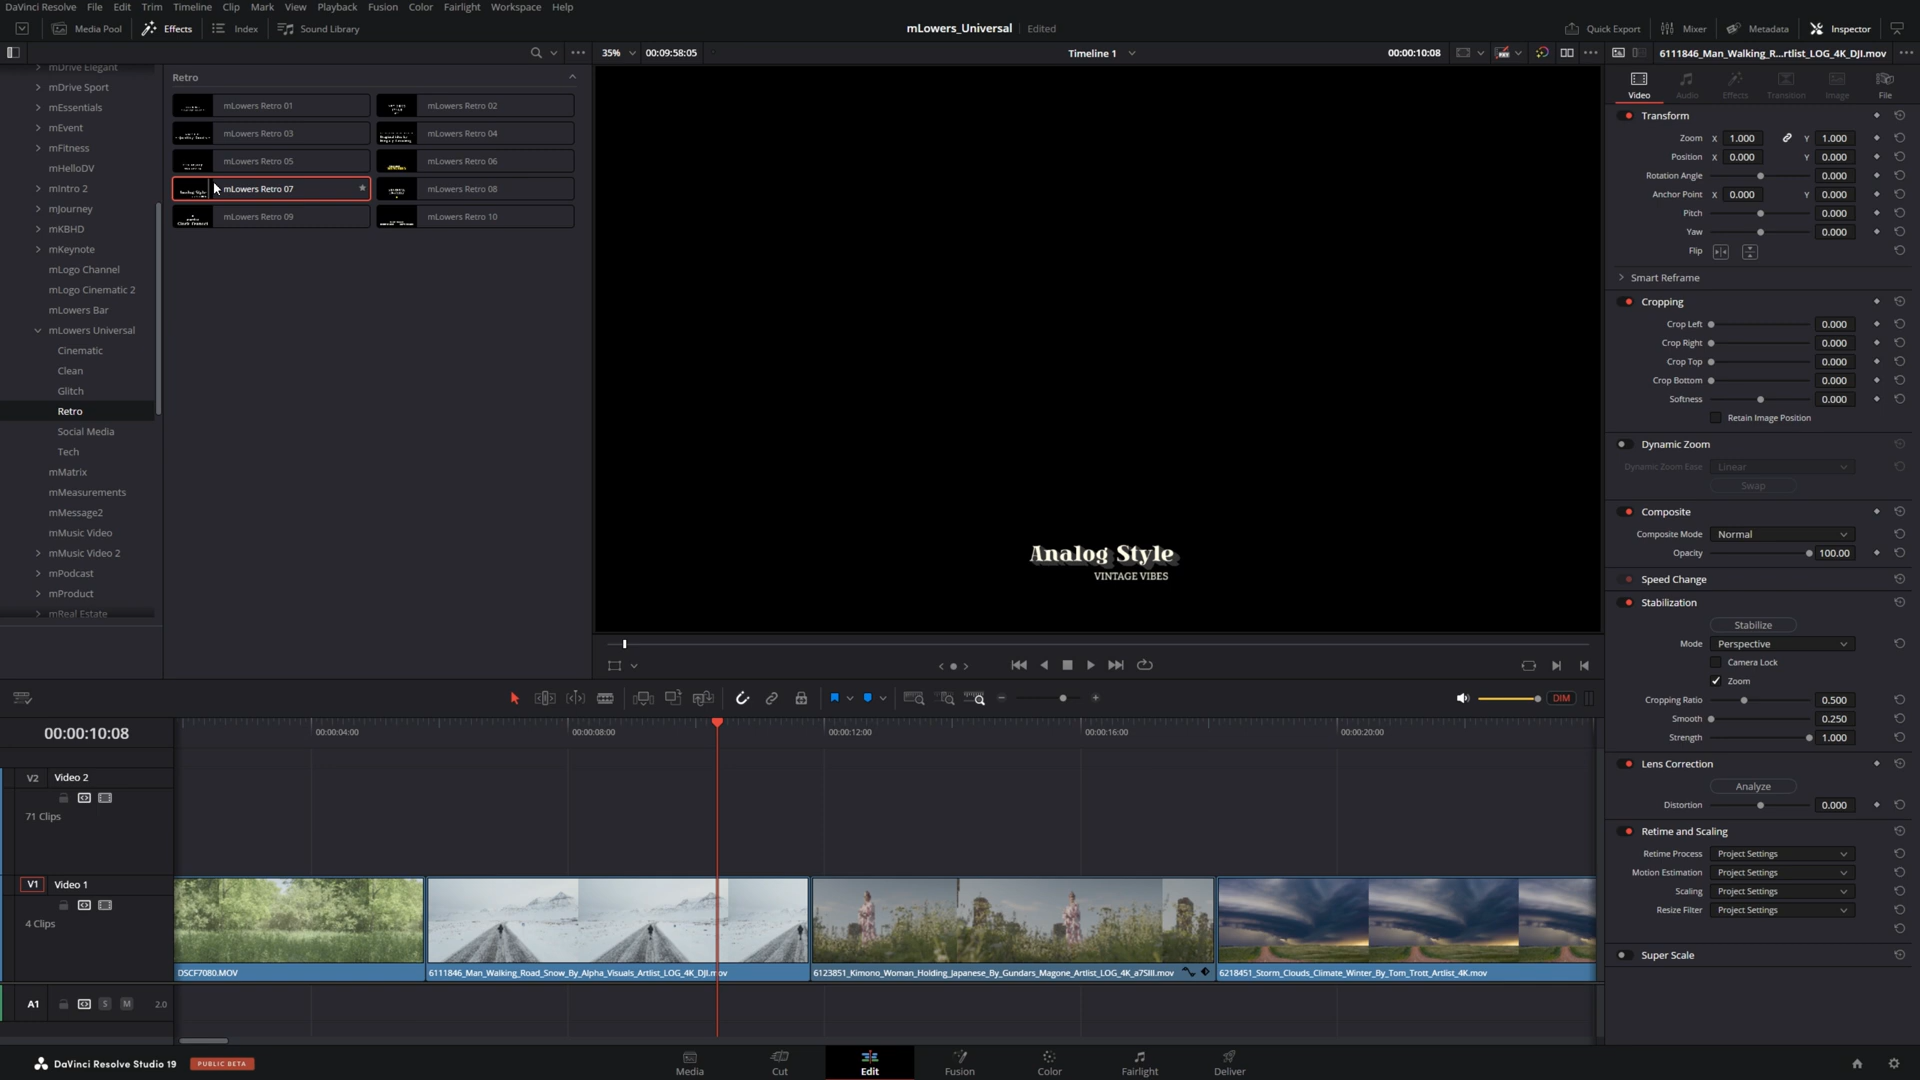 DaVinci Resolve File Edit Trim Timeline Clip Mark View Playback Fusion Color Fairlight Workspace Help
Media Pool Effects Index Sound Library
mLowers_Universal Edited
Quick Export Mixer Metadata Inspector
35% 00:09:58:05 Timeline 1 00:00:10:08
6111846_Man_Walking_R...rtlist_LOG_4K_DJI.mov
mDrive Elegant
mDrive Sport
mEssentials
mEvent
mFitness
mHelloDV
mIntro 2
mJourney
mKBHD
mKeynote
mLogo Channel
mLogo Cinematic 2
mLowers Bar
mLowers Universal
Cinematic
Clean
Glitch
Retro
Social Media
Tech
mMatrix
mMeasurements
mMessage2
mMusic Video
mMusic Video 2
mPodcast
mProduct
mReal Estate
Retro
mLowers Retro 01 mLowers Retro 02
mLowers Retro 03 mLowers Retro 04
mLowers Retro 05 mLowers Retro 06
mLowers Retro 07 mLowers Retro 08
mLowers Retro 09 mLowers Retro 10
Analog Style
VINTAGE VIBES
Video Audio Effects Transition Image File
Transform
Zoom X 1.000 Y 1.000
Position X 0.000 Y 0.000
Rotation Angle 0.000
Anchor Point X 0.000 Y 0.000
Pitch 0.000
Yaw 0.000
Flip
Smart Reframe
Cropping
Crop Left 0.000
Crop Right 0.000
Crop Top 0.000
Crop Bottom 0.000
Softness 0.000
Retain Image Position
Dynamic Zoom
Dynamic Zoom Ease Linear
Swap
Composite
Composite Mode Normal
Opacity 100.00
Speed Change
Stabilization
Stabilize
Mode Perspective
Camera Lock
Zoom
Cropping Ratio 0.500
Smooth 0.250
Strength 1.000
Lens Correction
Analyze
Distortion 0.000
Retime and Scaling
Retime Process Project Settings
Motion Estimation Project Settings
Scaling Project Settings
Resize Filter Project Settings
Super Scale
DIM
00:00:10:08
00:00:04:00 00:00:08:00 00:00:12:00 00:00:16:00 00:00:20:00
V2 Video 2
71 Clips
V1 Video 1
4 Clips
DSCF7080.MOV
6111846_Man_Walking_Road_Snow_By_Alpha_Visuals_Artlist_LOG_4K_DJI.mov
6123851_Kimono_Woman_Holding_Japanese_By_Gundars_Magone_Artlist_LOG_4K_a7SIII.mov
6218451_Storm_Clouds_Climate_Winter_By_Tom_Trott_Artlist_4K.mov
A1 S M 2.0
DaVinci Resolve Studio 19 PUBLIC BETA
Media Cut Edit Fusion Color Fairlight Deliver